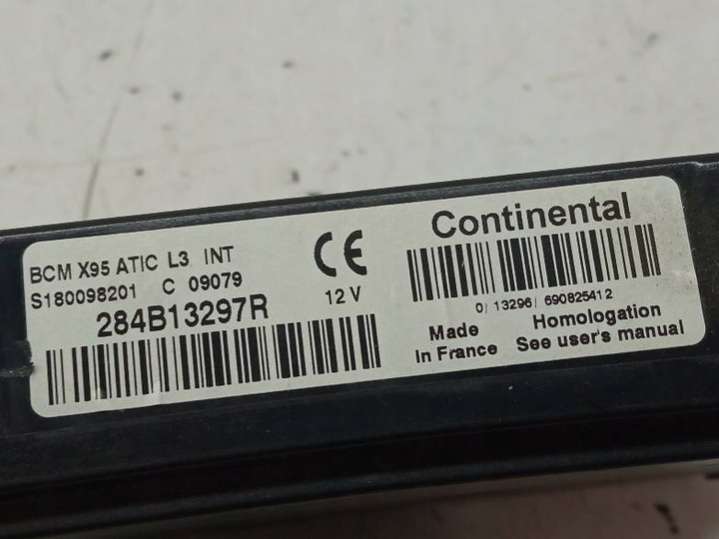 BCM X95 ATIC L3 INT
S180098201 C 09079
284B13297R
CE
12 V
Continental
0/ 13296/ 690825412
Made
In France
Homologation
See user's manual